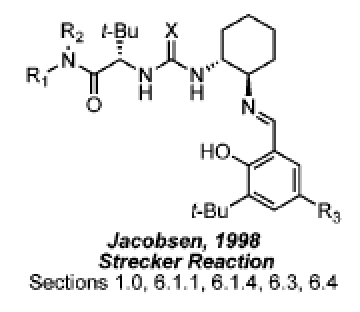 R2
t-Bu
X
R1
N
O
N
H
N
H
N
HO
t-Bu
R3
Jacobsen, 1998
Strecker Reaction
Sections 1.0, 6.1.1, 6.1.4, 6.3, 6.4